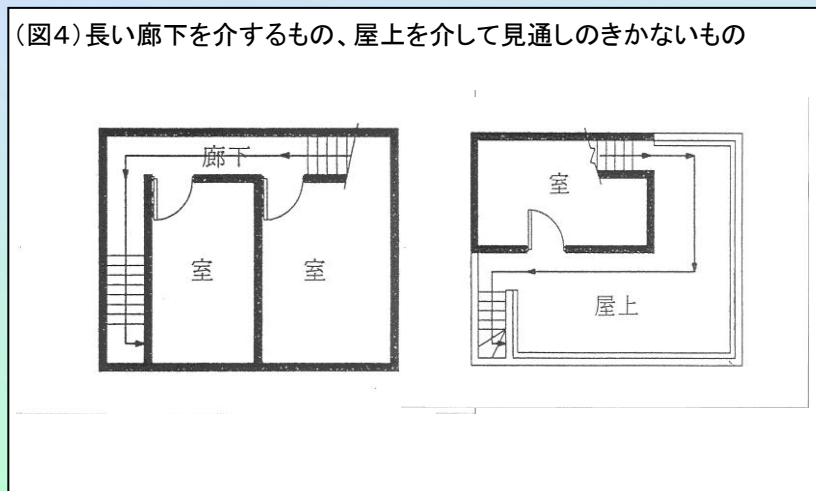 (図4)長い廊下を介するもの、屋上を介して見通しのきかないもの
廊下
室
室
室
屋上